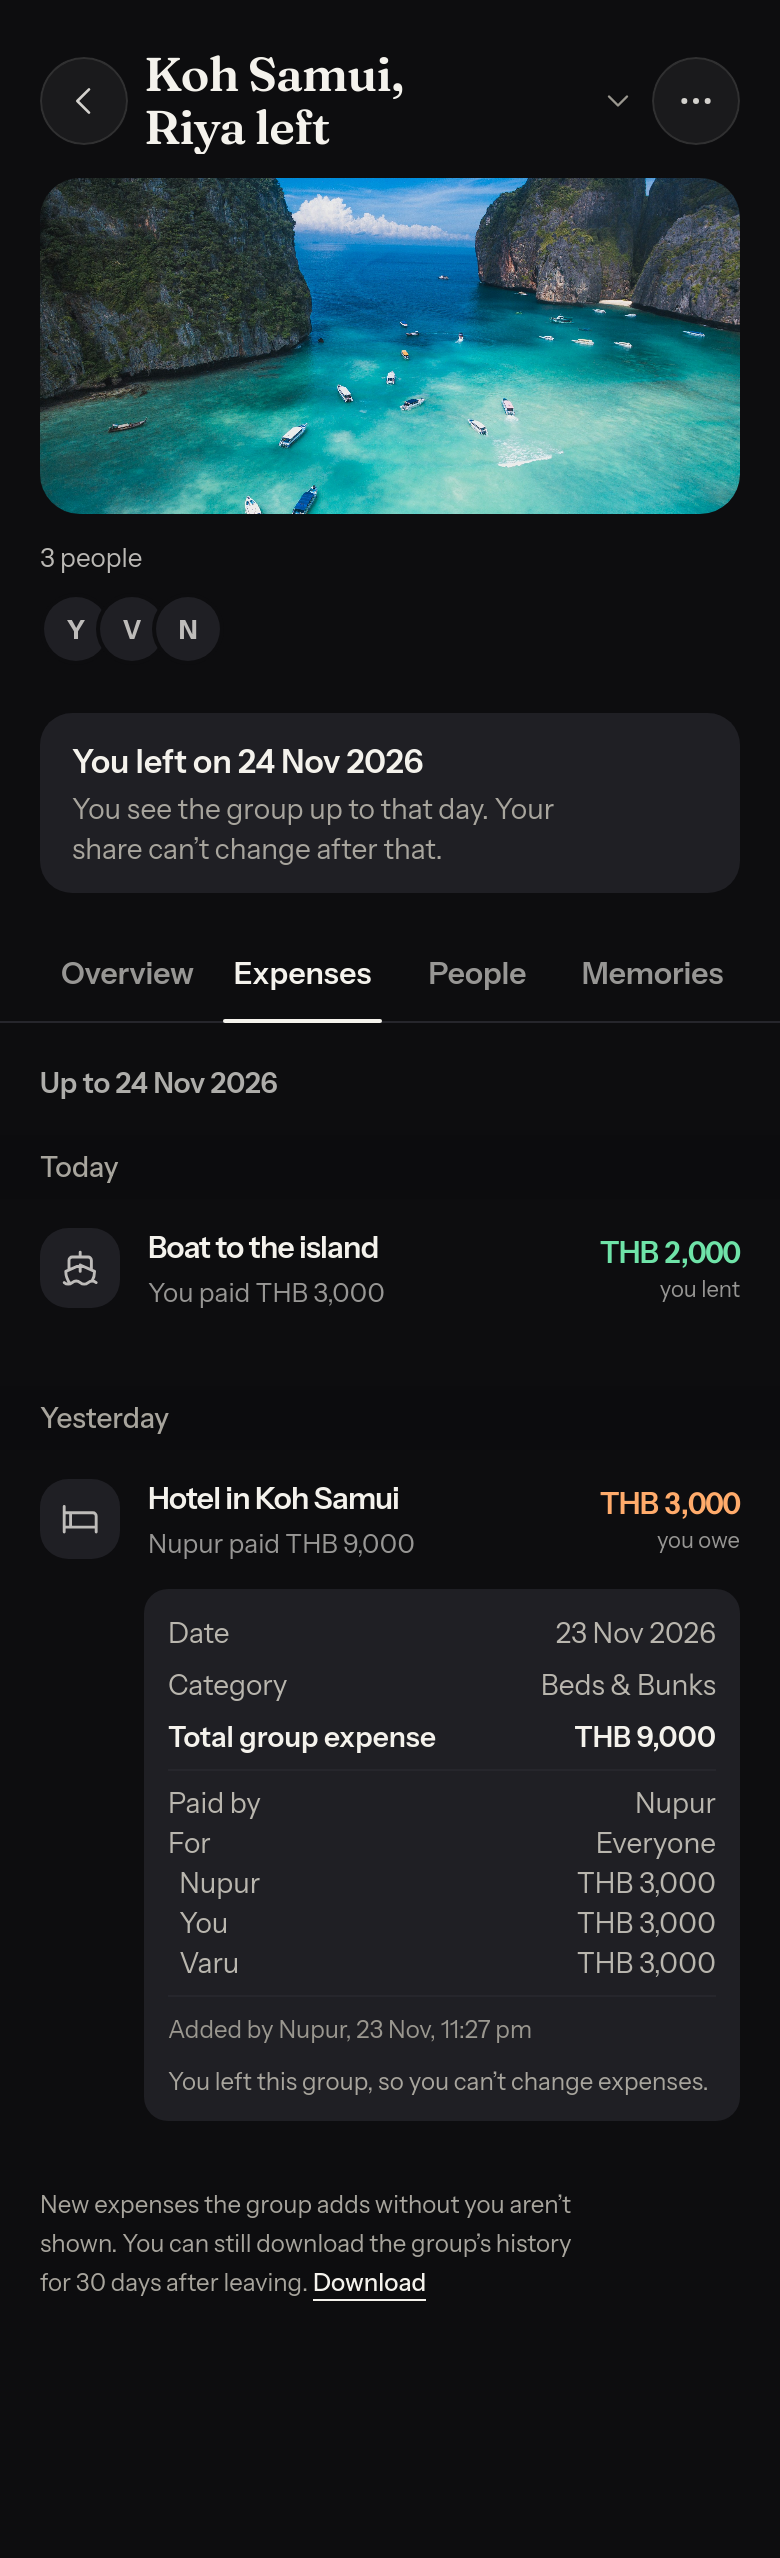 Koh Samui,
Riya left
3 people
Y V N
You left on 24 Nov 2026
You see the group up to that day. Your
share can’t change after that.
Overview Expenses People Memories
Up to 24 Nov 2026
Today
Boat to the island THB 2,000
You paid THB 3,000 you lent
Yesterday
Hotel in Koh Samui THB 3,000
Nupur paid THB 9,000 you owe
Date 23 Nov 2026
Category Beds & Bunks
Total group expense THB 9,000
Paid by Nupur
For Everyone
Nupur THB 3,000
You THB 3,000
Varu THB 3,000
Added by Nupur, 23 Nov, 11:27 pm
You left this group, so you can’t change expenses.
New expenses the group adds without you aren’t
shown. You can still download the group’s history
for 30 days after leaving. Download